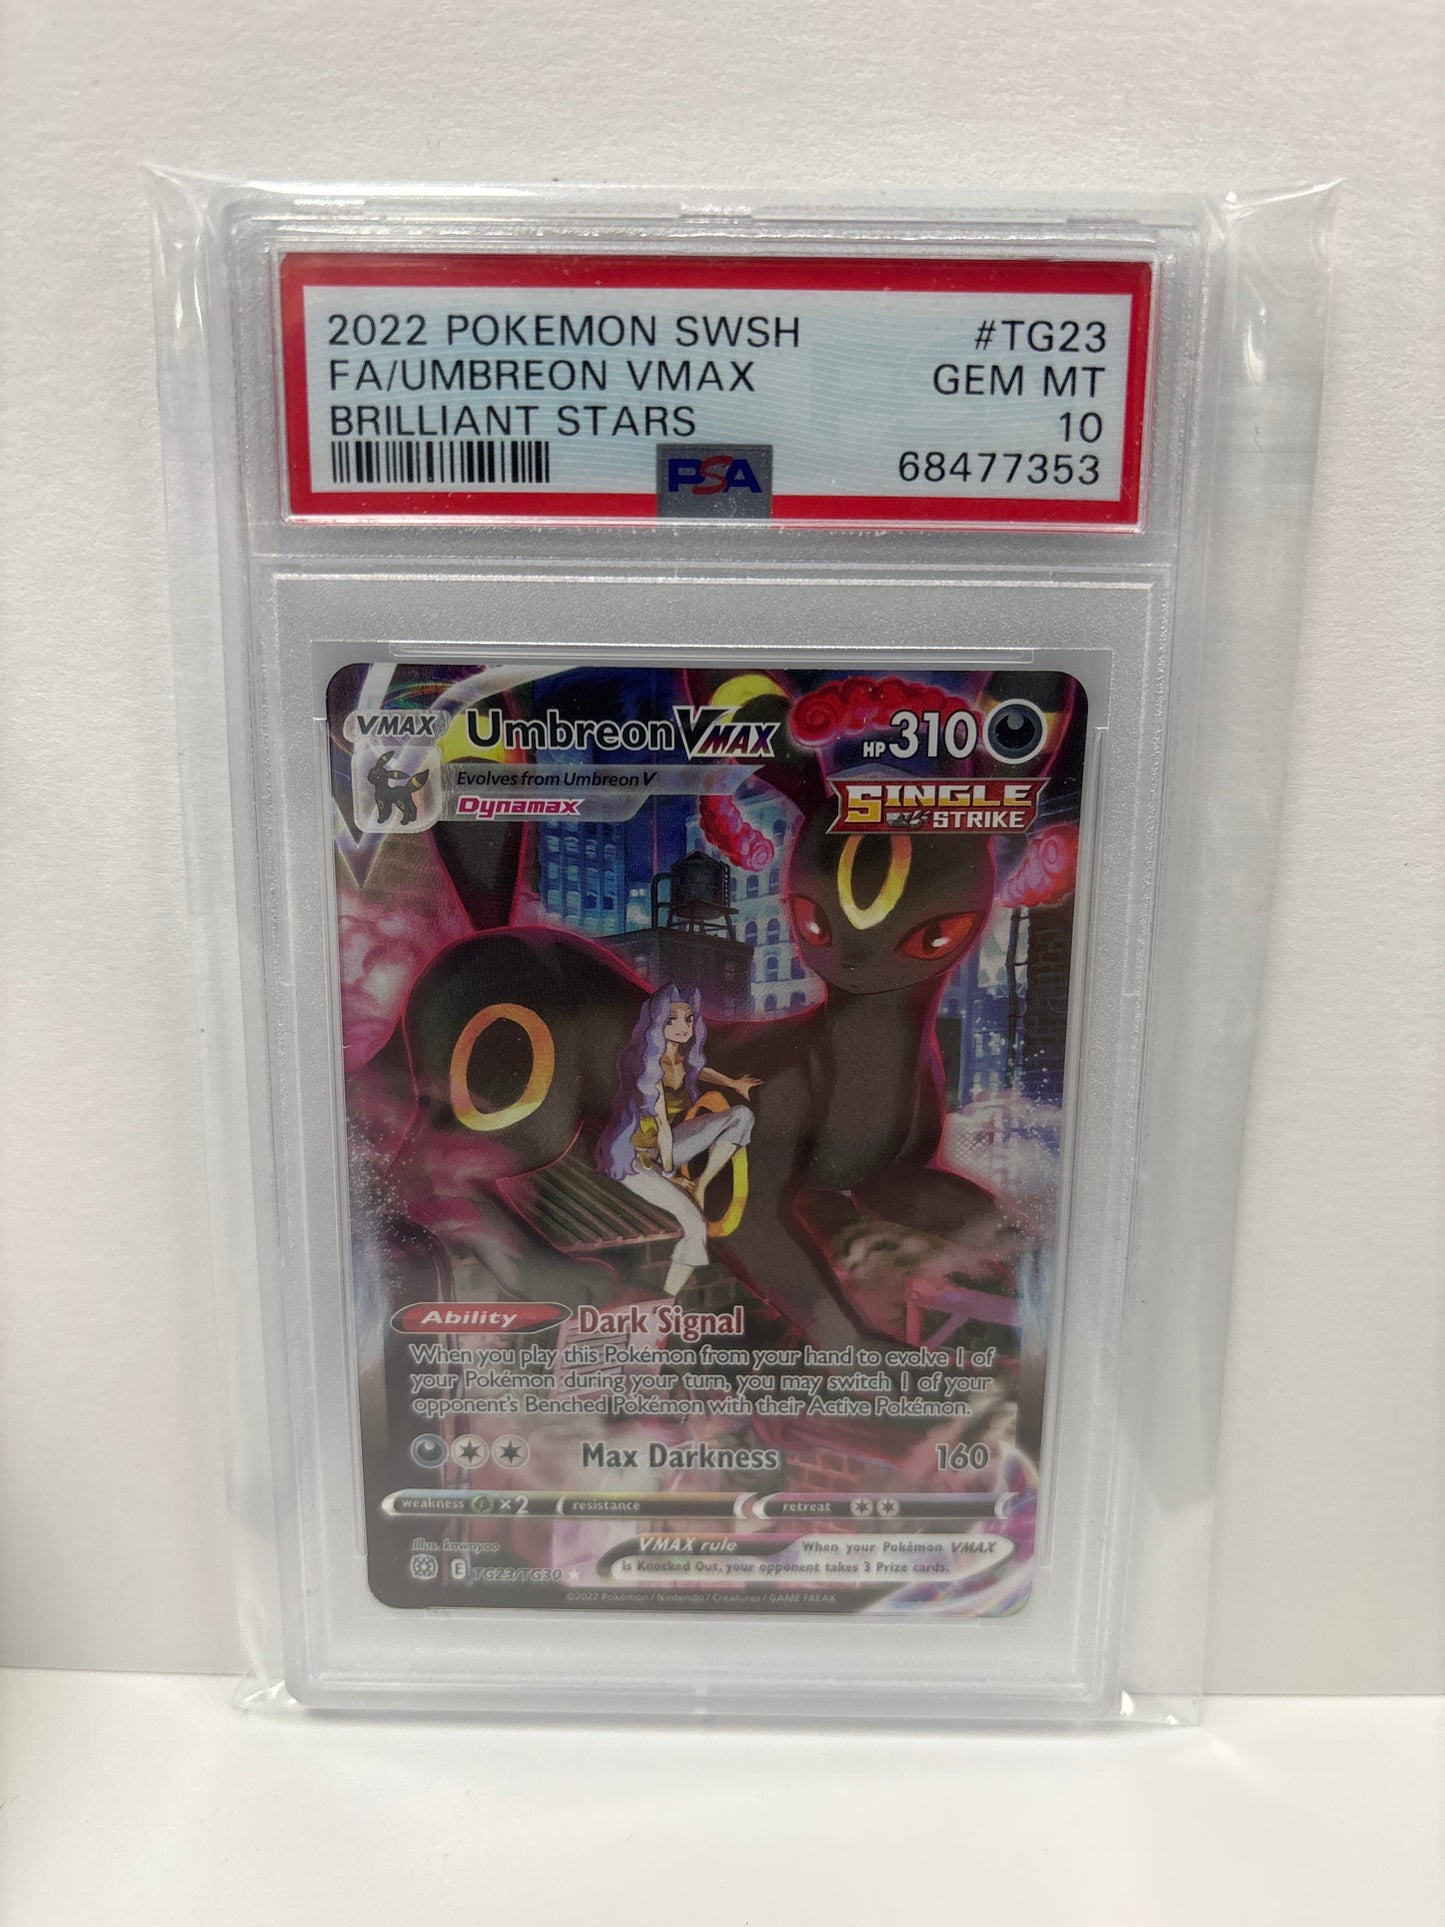 2022 POKEMON SWSH #TG23
FA/UMBREON VMAX GEM MT
BRILLIANT STARS 10
PSA 68477353
VMAX Umbreon VMAX HP 310
Evolves from Umbreon V
Dynamax
SINGLE
STRIKE
Ability Dark Signal
When you play this Pokémon from your hand to evolve 1 of
your Pokémon during your turn, you may switch 1 of your
opponent's Benched Pokémon with their Active Pokémon.
Max Darkness 160
weakness ×2 resistance retreat
Illus. kawayoo
VMAX rule When your Pokémon VMAX
is Knocked Out, your opponent takes 3 Prize cards.
E TG23/TG30
©2022 Pokémon / Nintendo / Creatures / GAME FREAK